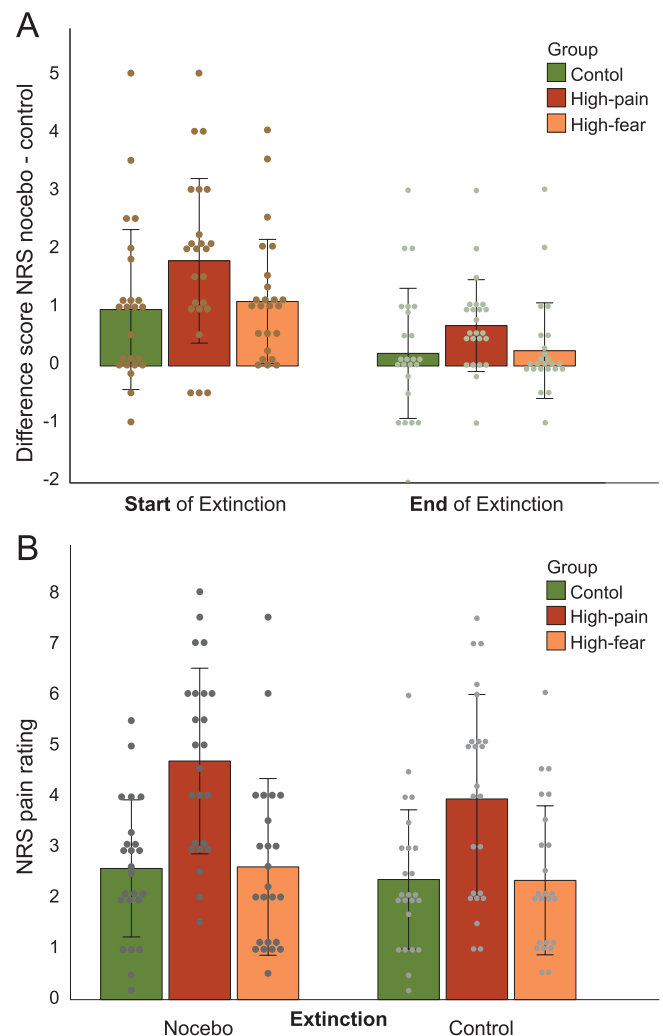 A
Difference score NRS nocebo - control
5
4
3
2
1
0
-1
-2
Group
Contol
High-pain
High-fear
Start of Extinction
End of Extinction
B
NRS pain rating
8
7
6
5
4
3
2
1
0
Group
Contol
High-pain
High-fear
Nocebo
Extinction
Control